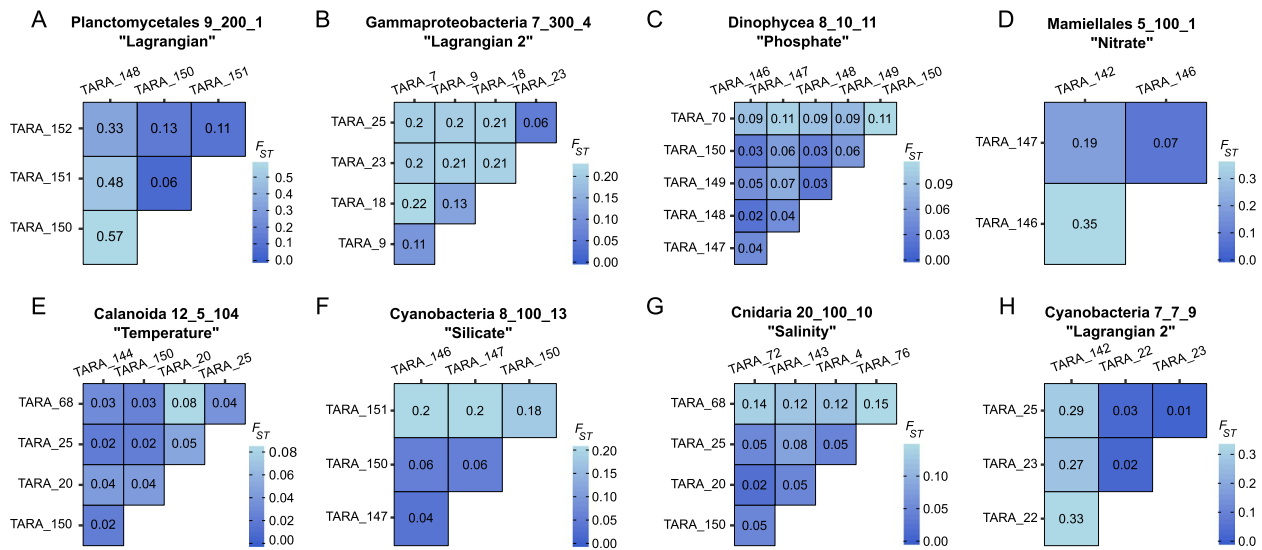 A
Planctomycetales 9_200_1
"Lagrangian"
TARA_148
TARA_150
TARA_151
TARA_152
0.33
0.13
0.11
TARA_151
0.48
0.06
TARA_150
0.57
F_ST
0.5
0.4
0.3
0.2
0.1
0.0
B
Gammaproteobacteria 7_300_4
"Lagrangian 2"
TARA_7
TARA_9
TARA_18
TARA_23
TARA_25
0.2
0.2
0.21
0.06
TARA_23
0.2
0.21
0.21
TARA_18
0.22
0.13
TARA_9
0.11
F_ST
0.20
0.15
0.10
0.05
0.00
C
Dinophycea 8_10_11
"Phosphate"
TARA_146
TARA_147
TARA_148
TARA_149
TARA_150
TARA_70
0.09
0.11
0.09
0.09
0.11
TARA_150
0.03
0.06
0.03
0.06
TARA_149
0.05
0.07
0.03
TARA_148
0.02
0.04
TARA_147
0.04
F_ST
0.09
0.06
0.03
0.00
D
Mamiellales 5_100_1
"Nitrate"
TARA_142
TARA_146
TARA_147
0.19
0.07
TARA_146
0.35
F_ST
0.3
0.2
0.1
0.0
E
Calanoida 12_5_104
"Temperature"
TARA_144
TARA_150
TARA_20
TARA_25
TARA_68
0.03
0.03
0.08
0.04
TARA_25
0.02
0.02
0.05
TARA_20
0.04
0.04
TARA_150
0.02
F_ST
0.08
0.06
0.04
0.02
0.00
F
Cyanobacteria 8_100_13
"Silicate"
TARA_146
TARA_147
TARA_150
TARA_151
0.2
0.2
0.18
TARA_150
0.06
0.06
TARA_147
0.04
F_ST
0.20
0.15
0.10
0.05
0.00
G
Cnidaria 20_100_10
"Salinity"
TARA_72
TARA_143
TARA_4
TARA_76
TARA_68
0.14
0.12
0.12
0.15
TARA_25
0.05
0.08
0.05
TARA_20
0.02
0.05
TARA_150
0.05
F_ST
0.10
0.05
0.00
H
Cyanobacteria 7_7_9
"Lagrangian 2"
TARA_142
TARA_22
TARA_23
TARA_25
0.29
0.03
0.01
TARA_23
0.27
0.02
TARA_22
0.33
F_ST
0.3
0.2
0.1
0.0